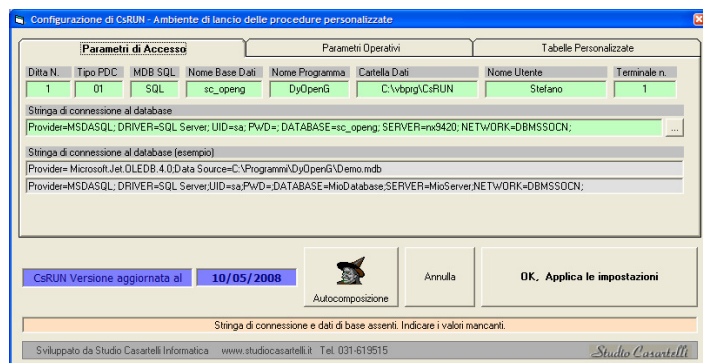 Configurazione di CsRUN - Ambiente di lancio delle procedure personalizzate
Parametri di Accesso Parametri Operativi Tabelle Personalizzate
Ditta N. Tipo PDC MDB SQL Nome Base Dati Nome Programma Cartella Dati Nome Utente Terminale n.
1 01 SQL sc_openg DyOpenG C:\vbprg\CsRUN Stefano 1
Stringa di connessione al database
Provider=MSDASQL; DRIVER=SQL Server; UID=sa; PWD=; DATABASE=sc_openg; SERVER=nx9420; NETWORK=DBMSSOCN; ...
Stringa di connessione al database (esempio)
Provider= Microsoft.Jet.OLEDB.4.0;Data Source=C:\Programmi\DyOpenG\Demo.mdb
Provider=MSDASQL; DRIVER=SQL Server;UID=sa;PWD=;DATABASE=MioDatabase;SERVER=MioServer;NETWORK=DBMSSOCN;
CsRUN Versione aggiornata al 10/05/2008 Autocomposizione Annulla OK, Applica le impostazioni
Stringa di connessione e dati di base assenti. Indicare i valori mancanti.
Sviluppato da Studio Casartelli Informatica www.studiocasartelli.it Tel. 031-619515 Studio Casartelli